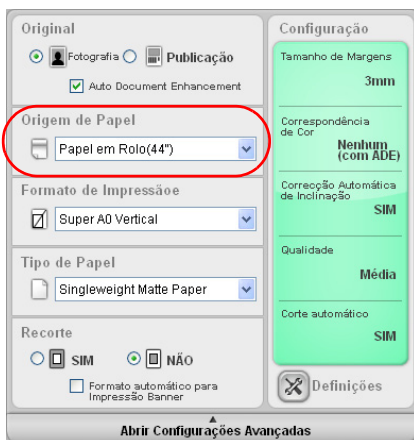 Original
Fotografia
Publicação
Auto Document Enhancement
Origem de Papel
Papel em Rolo(44")
Formato de Impressãoe
Super A0 Vertical
Tipo de Papel
Singleweight Matte Paper
Recorte
SIM
NÃO
Formato automático para
Impressão Banner
Configuração
Tamanho de Margens
3mm
Correspondência
de Cor
Nenhum
(com ADE)
Correcção Automática
de Inclinação
SIM
Qualidade
Média
Corte automático
SIM
Definições
Abrir Configurações Avançadas